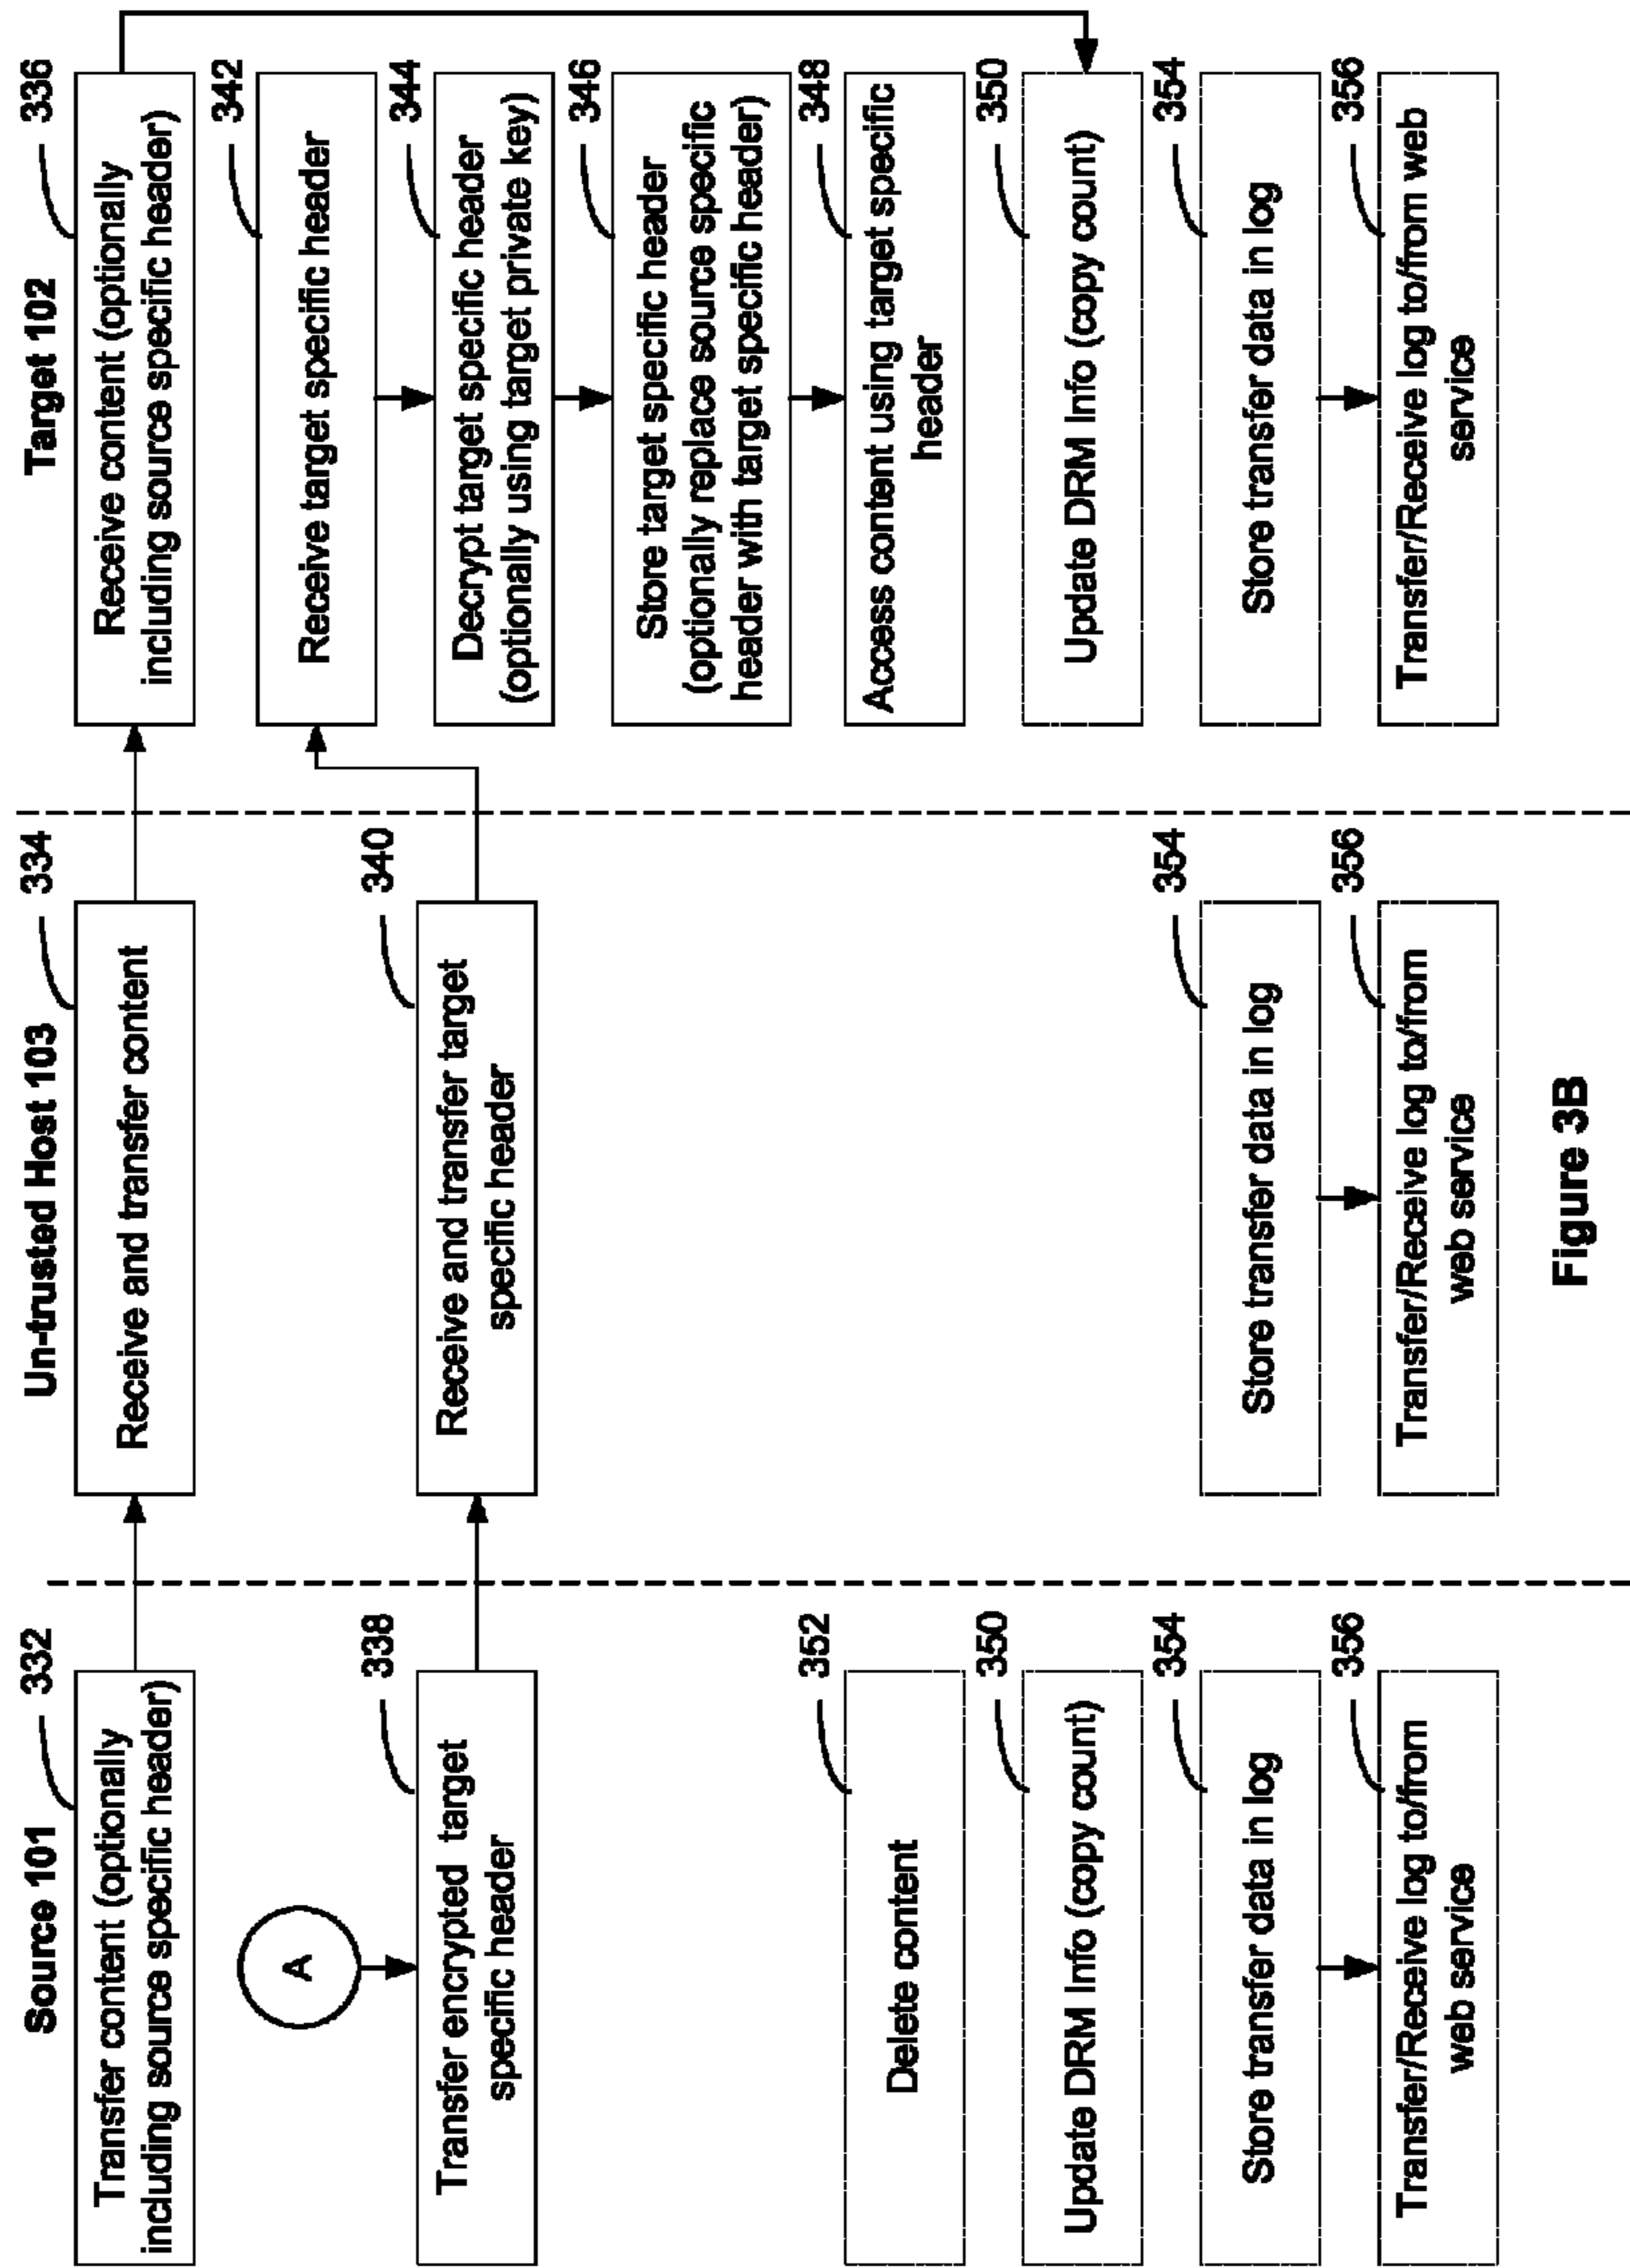 Source 101
332
Transfer content (optionally
including source specific header)
A
338
Transfer encrypted target
specific header
352
Delete content
350
Update DRM Info (copy count)
354
Store transfer data in log
356
Transfer/Receive log to/from
web service
Un-trusted Host 103
334
Receive and transfer content
340
Receive and transfer target
specific header
354
Store transfer data in log
356
Transfer/Receive log to/from
web service
Target 102
336
Receive content (optionally
including source specific header)
342
Receive target specific header
344
Decrypt target specific header
(optionally using target private key)
346
Store target specific header
(optionally replace source specific
header with target specific header)
348
Access content using target specific
header
350
Update DRM Info (copy count)
354
Store transfer data in log
356
Transfer/Receive log to/from web
service
Figure 3B